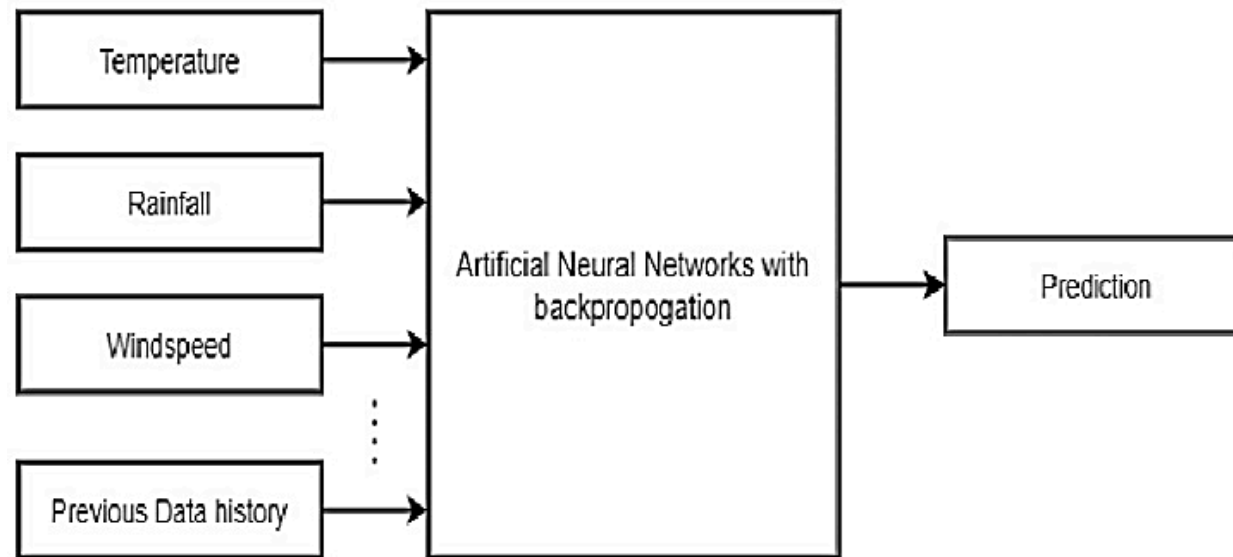 Temperature
Rainfall
Windspeed
Previous Data history
Artificial Neural Networks with
backpropogation
Prediction